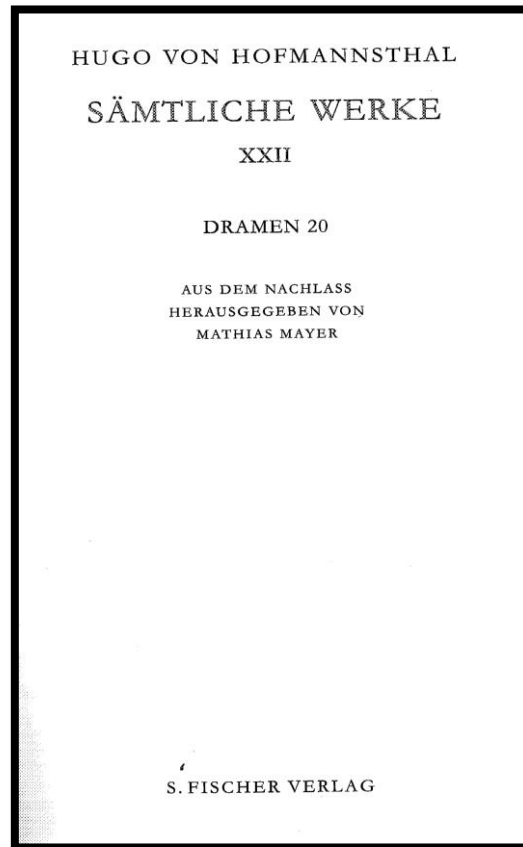 HUGO VON HOFMANNSTHAL
SÄMTLICHE WERKE
XXII
DRAMEN 20
AUS DEM NACHLASS
HERAUSGEGEBEN VON
MATHIAS MAYER
S. FISCHER VERLAG